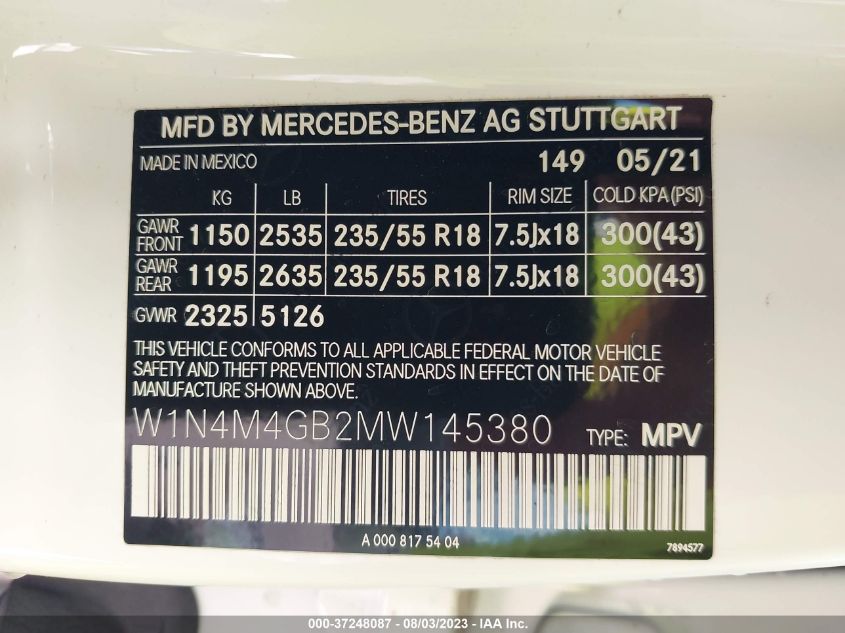 MFD BY MERCEDES-BENZ AG STUTTGART
MADE IN MEXICO 149 05/21
KG LB TIRES RIM SIZE COLD KPA(PSI)
GAWR FRONT 1150 2535 235/55 R18 7.5Jx18 300(43)
GAWR REAR 1195 2635 235/55 R18 7.5Jx18 300(43)
GVWR 2325 5126
THIS VEHICLE CONFORMS TO ALL APPLICABLE FEDERAL MOTOR VEHICLE
SAFETY AND THEFT PREVENTION STANDARDS IN EFFECT ON THE DATE OF
MANUFACTURE SHOWN ABOVE.
W1N4M4GB2MW145380 TYPE: MPV
A 000 817 54 04
7894577
000-37248087 - 08/03/2023 - IAA Inc.